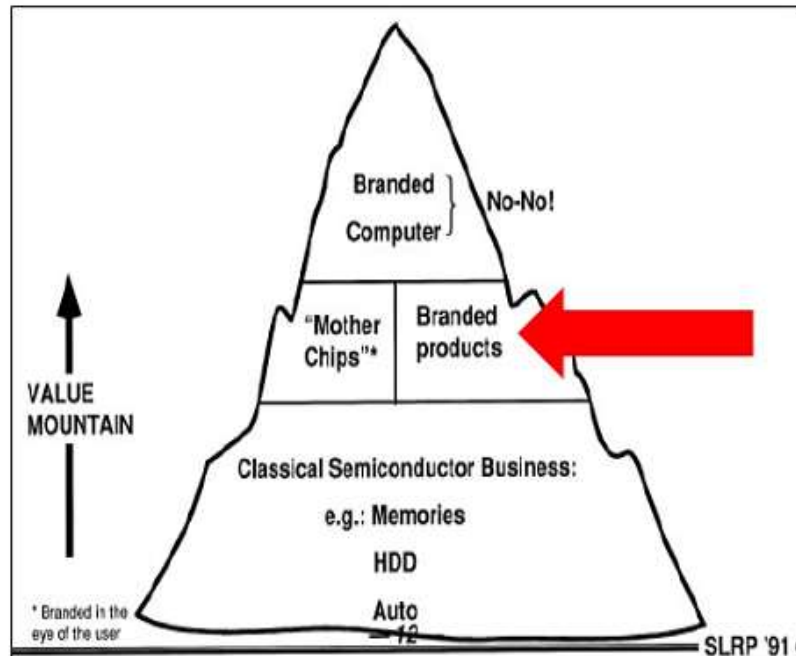 Branded
Computer
No-No!
"Mother
Chips"*
Branded
products
VALUE
MOUNTAIN
Classical Semiconductor Business:
e.g.: Memories
HDD
Auto
* Branded in the
eye of the user
12
SLRP '91